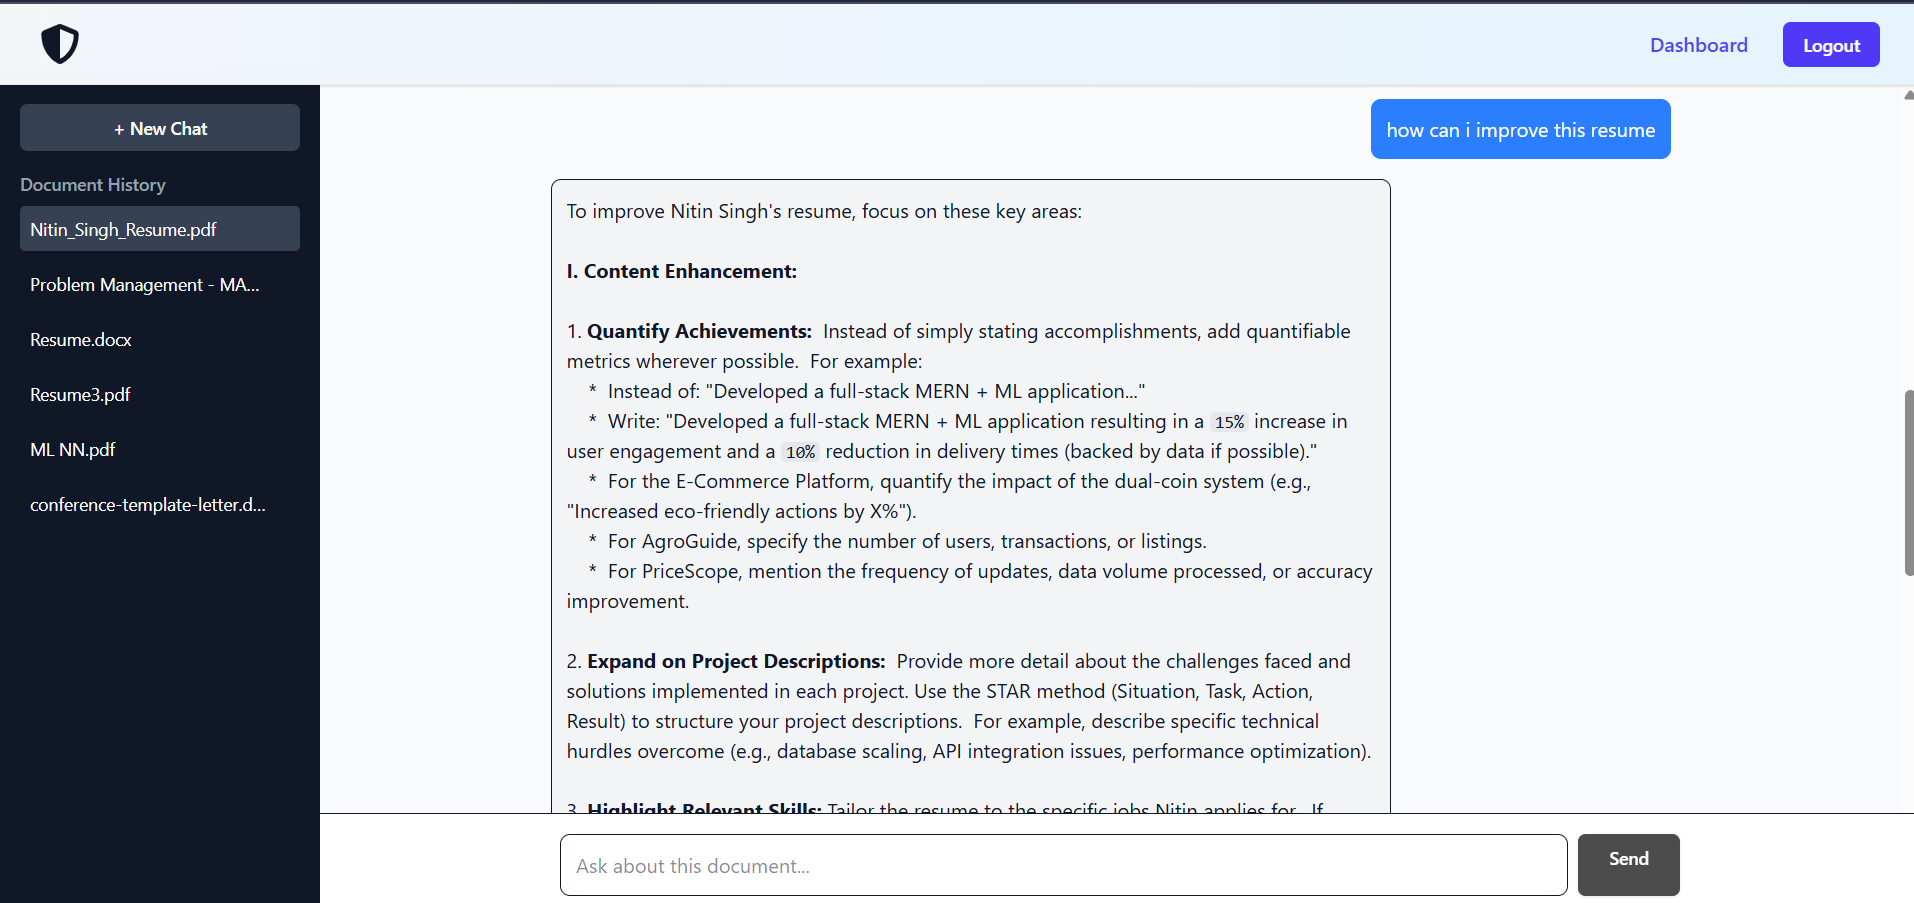 Dashboard
Logout
+ New Chat
Document History
Nitin_Singh_Resume.pdf
Problem Management - MA...
Resume.docx
Resume3.pdf
ML NN.pdf
conference-template-letter.d...
how can i improve this resume
To improve Nitin Singh's resume, focus on these key areas:
I. Content Enhancement:
1. Quantify Achievements:  Instead of simply stating accomplishments, add quantifiable
metrics wherever possible.  For example:
* Instead of: "Developed a full-stack MERN + ML application..."
* Write: "Developed a full-stack MERN + ML application resulting in a 15% increase in
user engagement and a 10% reduction in delivery times (backed by data if possible)."
* For the E-Commerce Platform, quantify the impact of the dual-coin system (e.g.,
"Increased eco-friendly actions by X%").
* For AgroGuide, specify the number of users, transactions, or listings.
* For PriceScope, mention the frequency of updates, data volume processed, or accuracy
improvement.
2. Expand on Project Descriptions:  Provide more detail about the challenges faced and
solutions implemented in each project. Use the STAR method (Situation, Task, Action,
Result) to structure your project descriptions.  For example, describe specific technical
hurdles overcome (e.g., database scaling, API integration issues, performance optimization).
3. Highlight Relevant Skills: Tailor the resume to the specific jobs Nitin applies for.  If
Ask about this document...
Send